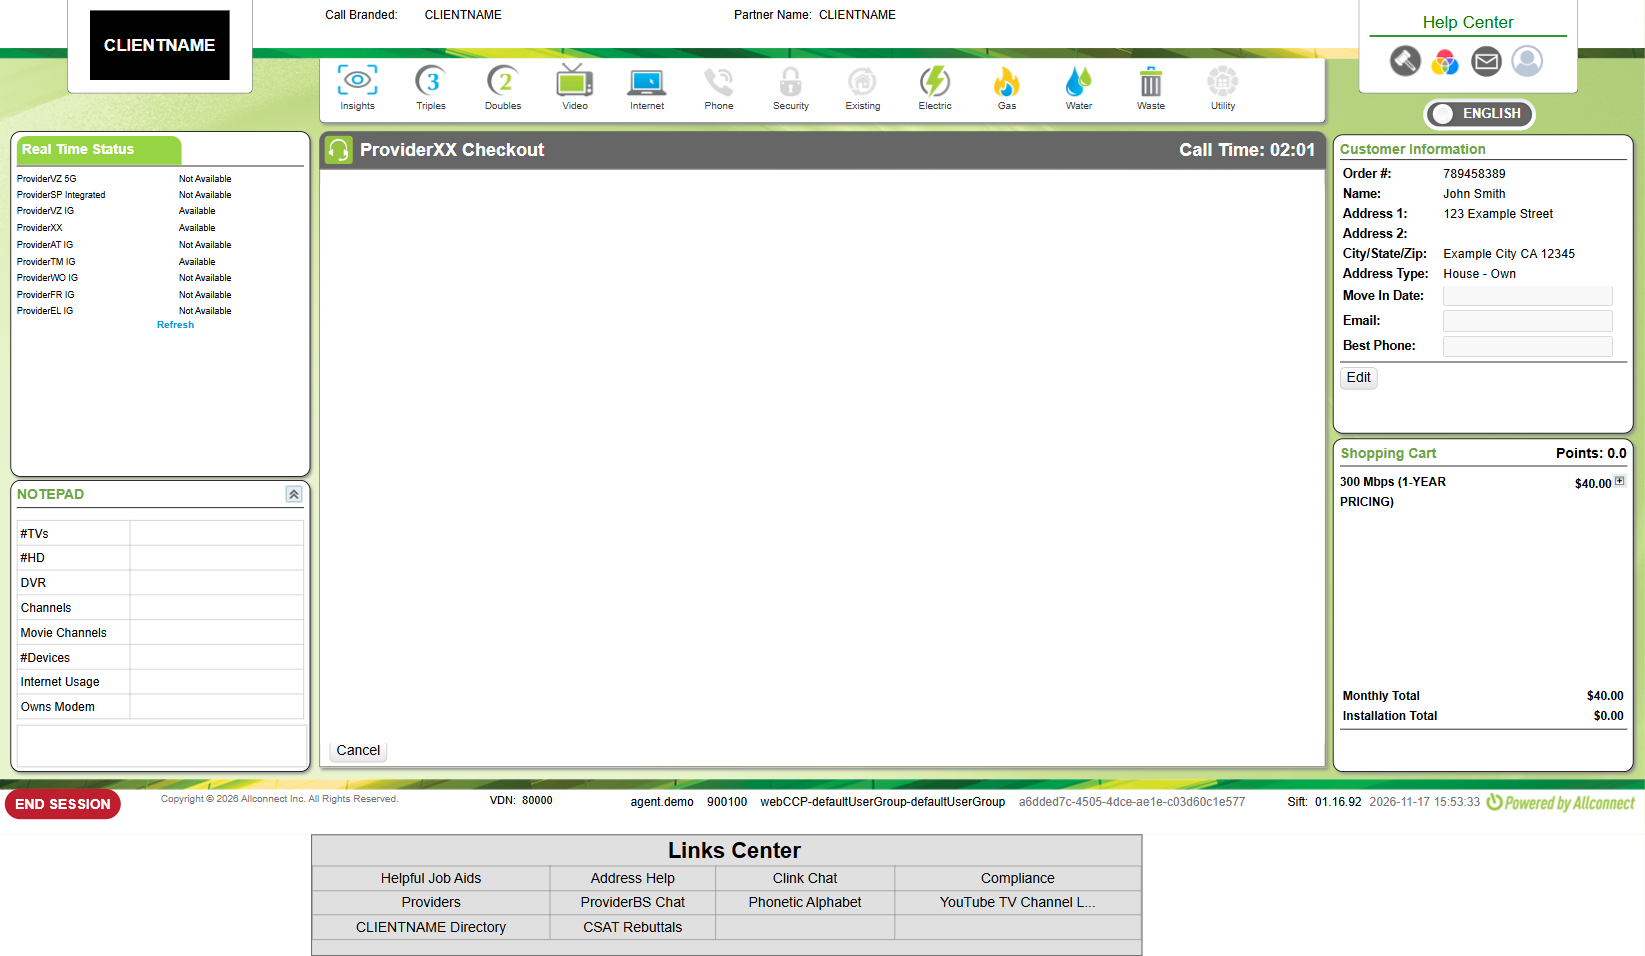 CLIENTNAME
Call Branded: CLIENTNAME
Partner Name: CLIENTNAME
Help Center
Insights
Triples
Doubles
Video
Internet
Phone
Security
Existing
Electric
Gas
Water
Waste
Utility
3
2
ENGLISH
Real Time Status
ProviderVZ 5G Not Available
ProviderSP Integrated Not Available
ProviderVZ IG Available
ProviderXX Available
ProviderAT IG Not Available
ProviderTM IG Available
ProviderWO IG Not Available
ProviderFR IG Not Available
ProviderEL IG Not Available
Refresh
NOTEPAD
#TVs
#HD
DVR
Channels
Movie Channels
#Devices
Internet Usage
Owns Modem
ProviderXX Checkout
Call Time: 02:01
Cancel
Customer Information
Order #: 789458389
Name: John Smith
Address 1: 123 Example Street
Address 2:
City/State/Zip: Example City CA 12345
Address Type: House - Own
Move In Date:
Email:
Best Phone:
Edit
Shopping Cart Points: 0.0
300 Mbps (1-YEAR $40.00
PRICING)
Monthly Total $40.00
Installation Total $0.00
END SESSION
Copyright © 2026 Allconnect Inc. All Rights Reserved.
VDN: 80000
agent.demo 900100 webCCP-defaultUserGroup-defaultUserGroup a6dded7c-4505-4dce-ae1e-c03d60c1e577
Sift: 01.16.92 2026-11-17 15:53:33
Powered by Allconnect
Links Center
Helpful Job Aids Address Help Clink Chat Compliance
Providers ProviderBS Chat Phonetic Alphabet YouTube TV Channel L...
CLIENTNAME Directory CSAT Rebuttals